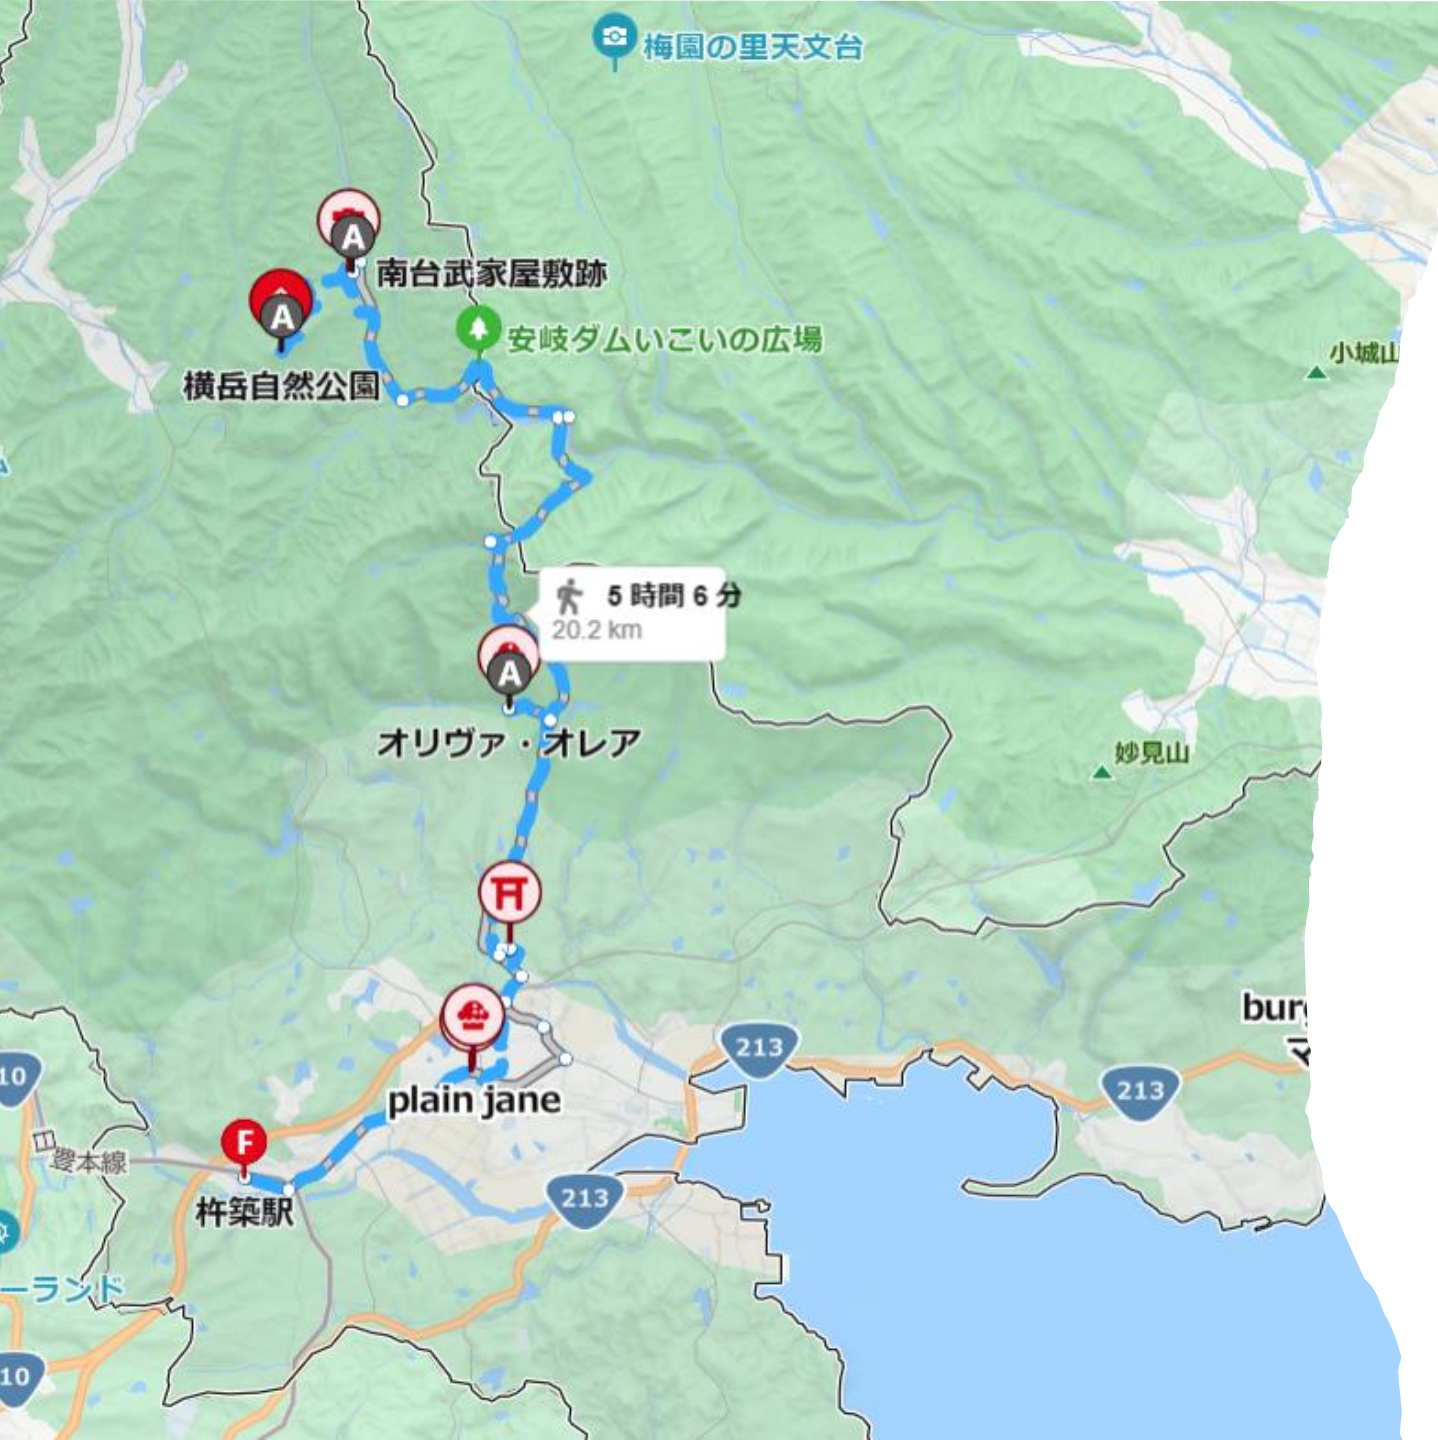 梅園の里天文台
A
南台武家屋敷跡
A
安岐ダムいこいの広場
小城山
横岳自然公園
5 時間 6 分
20.2 km
A
オリヴァ・オレア
妙見山
213
10
213
plain jane
F
豊本線
杵築駅
213
ーランド
10